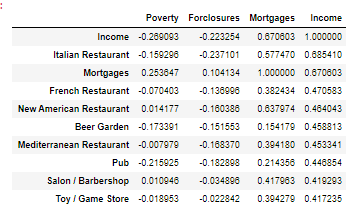 :
Poverty Forclosures Mortgages Income
Income -0.269093 -0.223254 0.670603 1.000000
Italian Restaurant -0.159296 -0.237101 0.577470 0.685410
Mortgages 0.253647 0.104134 1.000000 0.670603
French Restaurant -0.070403 -0.136996 0.382434 0.470583
New American Restaurant 0.014177 -0.160386 0.637974 0.464043
Beer Garden -0.173391 -0.151553 0.154179 0.458813
Mediterranean Restaurant -0.007979 -0.168370 0.394180 0.453341
Pub -0.215925 -0.182898 0.214356 0.446854
Salon / Barbershop 0.010946 -0.034896 0.417963 0.419293
Toy / Game Store -0.018953 -0.022842 0.394279 0.417235